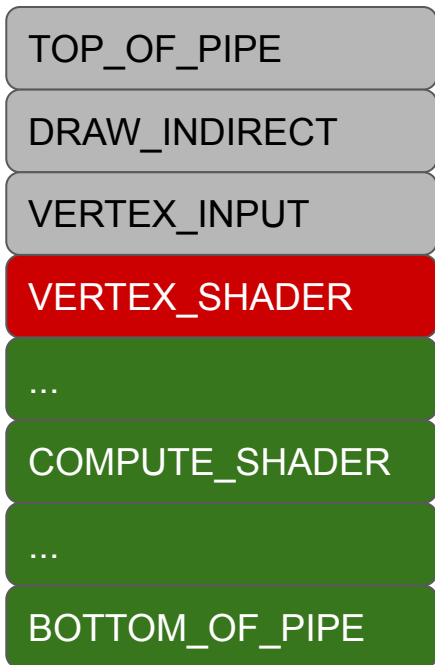 TOP_OF_PIPE
DRAW_INDIRECT
VERTEX_INPUT
VERTEX_SHADER
...
COMPUTE_SHADER
...
BOTTOM_OF_PIPE